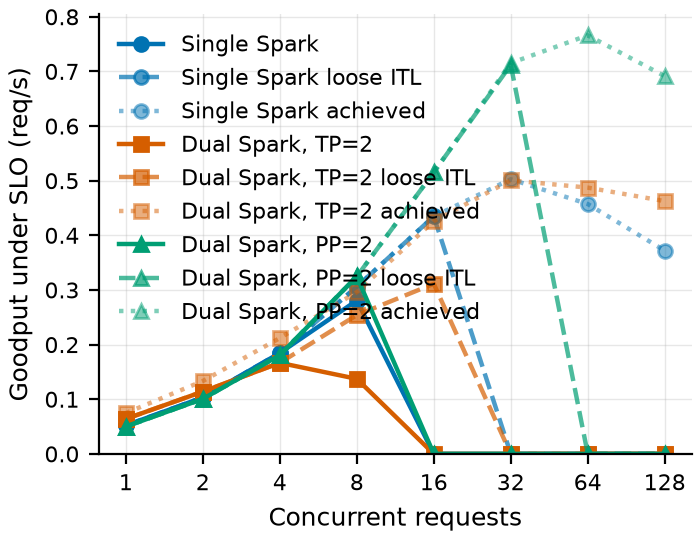 0.8
0.7
0.6
0.5
0.4
0.3
0.2
0.1
0.0
Goodput under SLO (req/s)
Single Spark
Single Spark loose ITL
Single Spark achieved
Dual Spark, TP=2
Dual Spark, TP=2 loose ITL
Dual Spark, TP=2 achieved
Dual Spark, PP=2
Dual Spark, PP=2 loose ITL
Dual Spark, PP=2 achieved
1 2 4 8 16 32 64 128
Concurrent requests